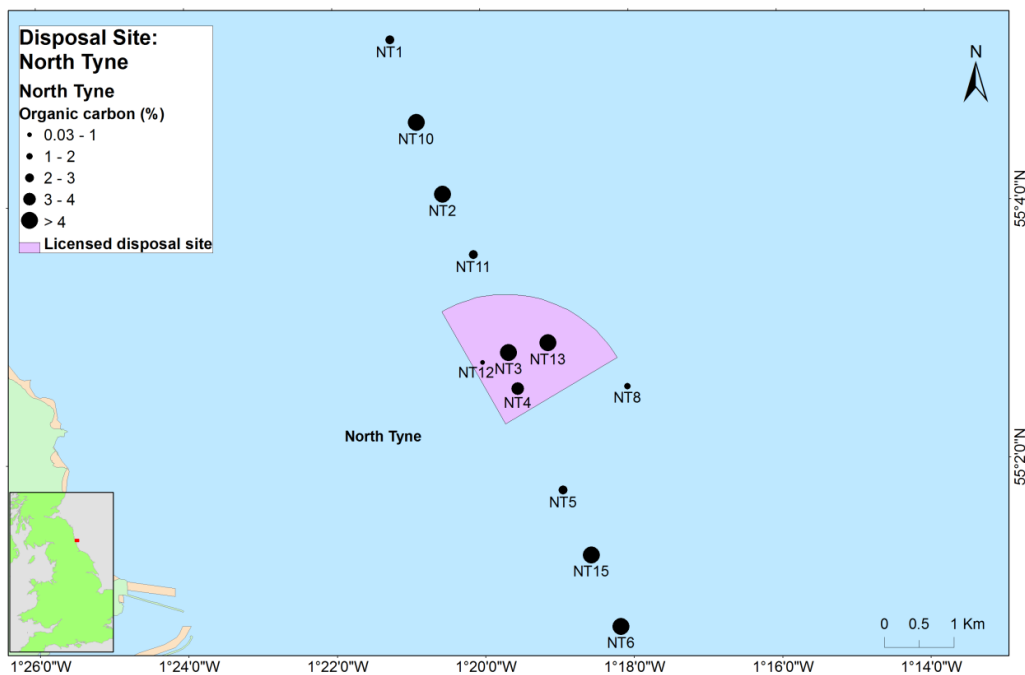 Disposal Site:
North Tyne
North Tyne
Organic carbon (%)
0.03 - 1
1 - 2
2 - 3
3 - 4
> 4
Licensed disposal site
N
NT1
NT10
NT2
NT11
NT13
NT3
NT12
NT4
NT8
North Tyne
NT5
NT15
NT6
55°4'0"N
55°2'0"N
0 0.5 1 Km
1°26'0"W 1°24'0"W 1°22'0"W 1°20'0"W 1°18'0"W 1°16'0"W 1°14'0"W